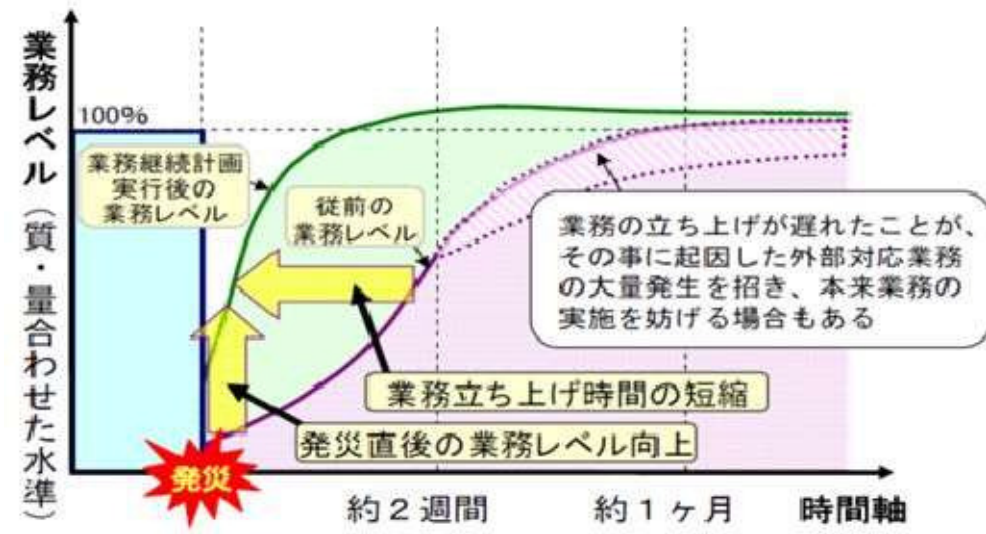 業務レベル（質・量合わせた水準）
100%
業務継続計画
実行後の
業務レベル
従前の
業務レベル
業務の立ち上げが遅れたことが、
その事に起因した外部対応業務
の大量発生を招き、本来業務の
実施を妨げる場合もある
業務立ち上げ時間の短縮
発災直後の業務レベル向上
発災
約２週間
約１ヶ月
時間軸